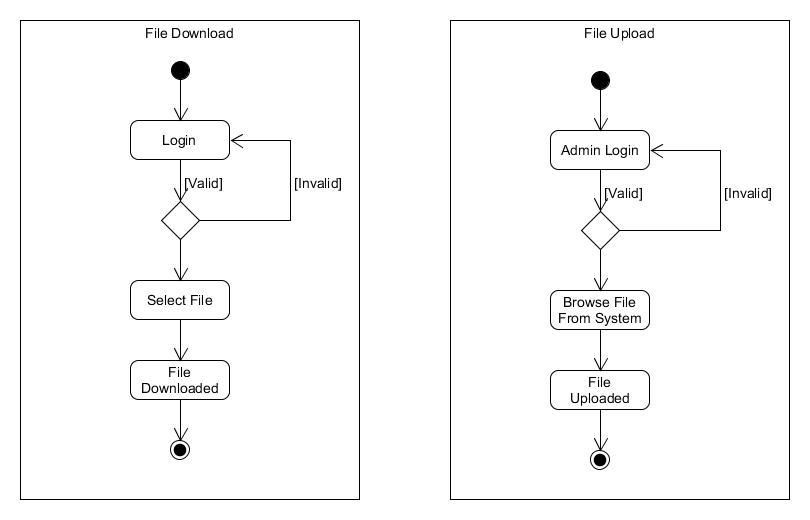 File Download
Login
[Valid]
[Invalid]
Select File
File
Downloaded
File Upload
Admin Login
[Valid]
[Invalid]
Browse File
From System
File
Uploaded